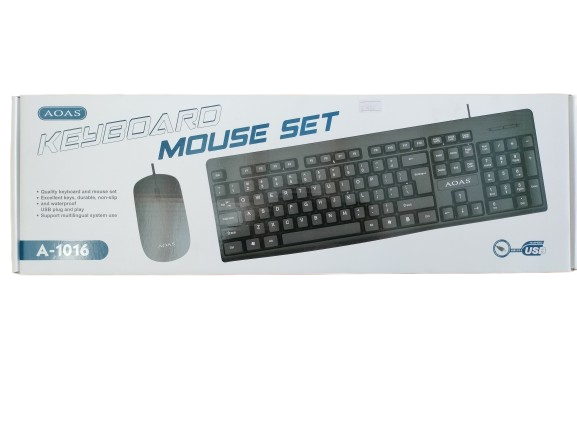 AOAS
KEYBOARD
MOUSE SET
• Quality keyboard and mouse set
• Excellent keys, durable, non-slip
• and waterproof
USB plug and play
• Support multilingual system use
A-1016
AOAS
AOAS
USB